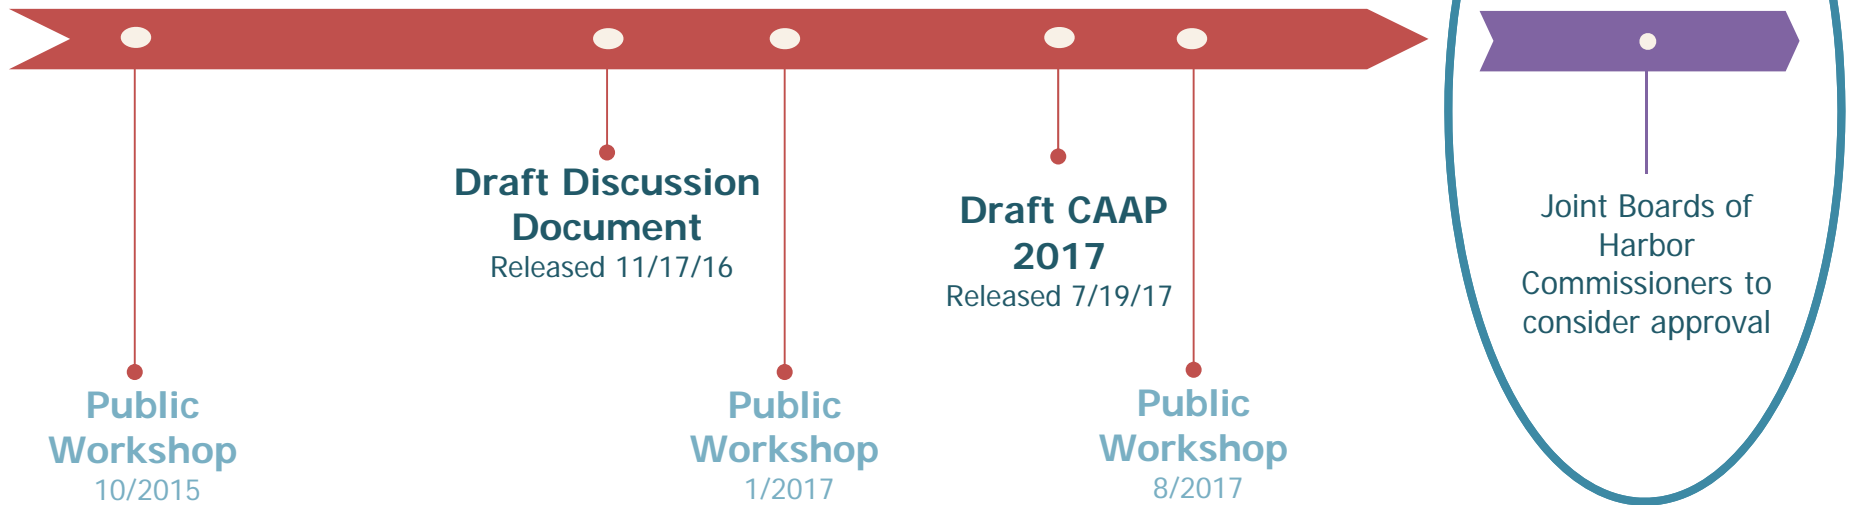 Draft Discussion
Document
Released 11/17/16
Draft CAAP
2017
Released 7/19/17
Joint Boards of
Harbor
Commissioners to
consider approval
Public
Workshop
10/2015
Public
Workshop
1/2017
Public
Workshop
8/2017